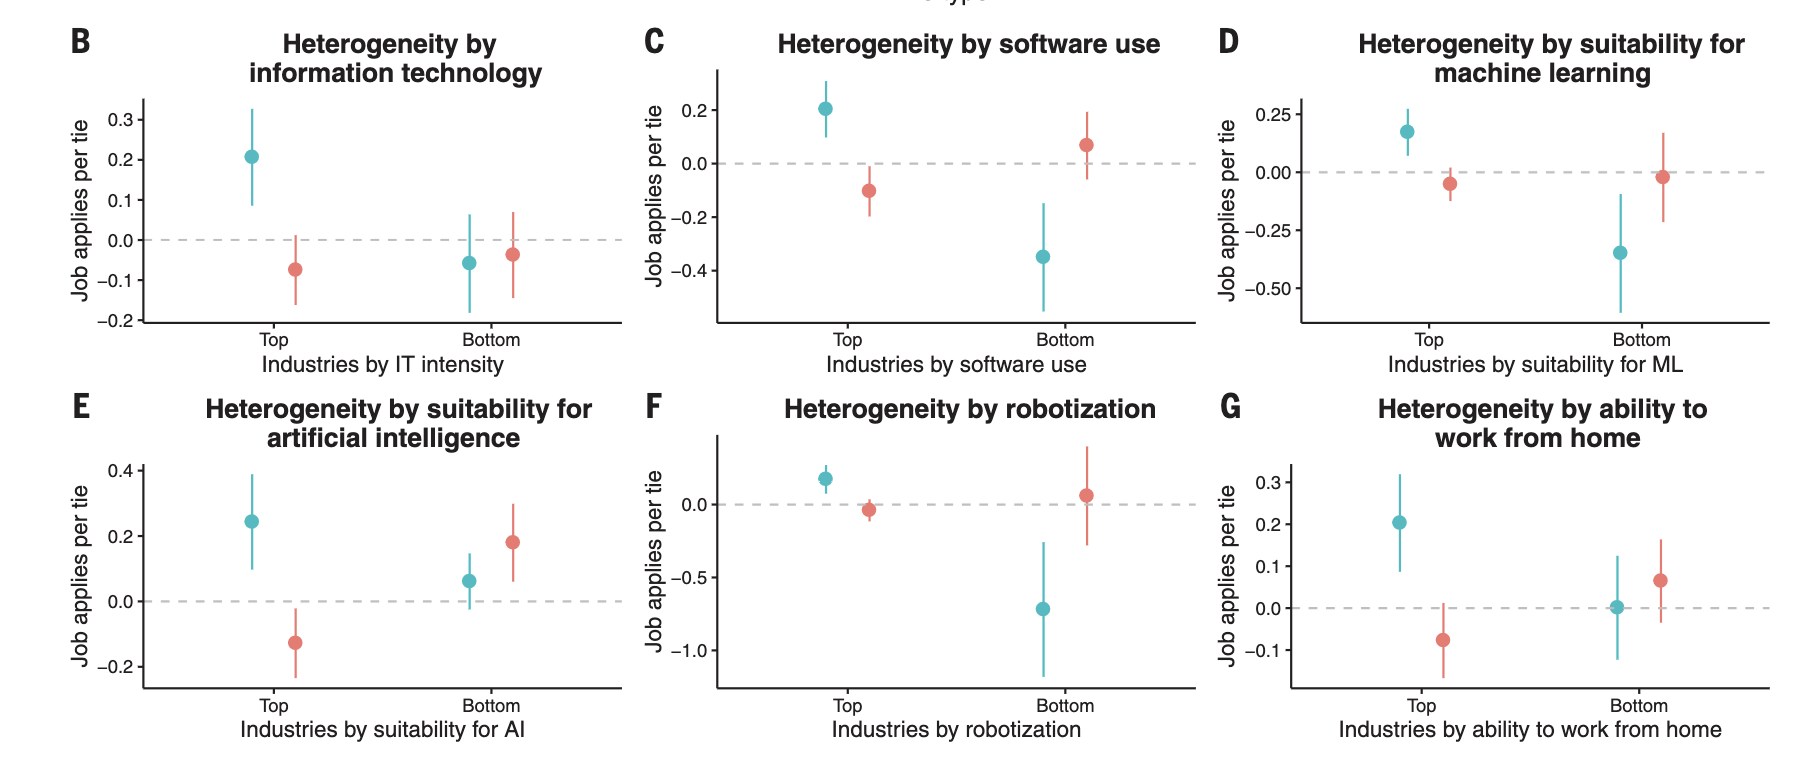 B
Heterogeneity by
information technology
Job applies per tie
0.3
0.2
0.1
0.0
−0.1
−0.2
Top
Bottom
Industries by IT intensity
C
Heterogeneity by software use
Job applies per tie
0.2
0.0
−0.2
−0.4
Top
Bottom
Industries by software use
D
Heterogeneity by suitability for
machine learning
Job applies per tie
0.25
0.00
−0.25
−0.50
Top
Bottom
Industries by suitability for ML
E
Heterogeneity by suitability for
artificial intelligence
Job applies per tie
0.4
0.2
0.0
−0.2
Top
Bottom
Industries by suitability for AI
F
Heterogeneity by robotization
Job applies per tie
0.0
−0.5
−1.0
Top
Bottom
Industries by robotization
G
Heterogeneity by ability to
work from home
Job applies per tie
0.3
0.2
0.1
0.0
−0.1
Top
Bottom
Industries by ability to work from home